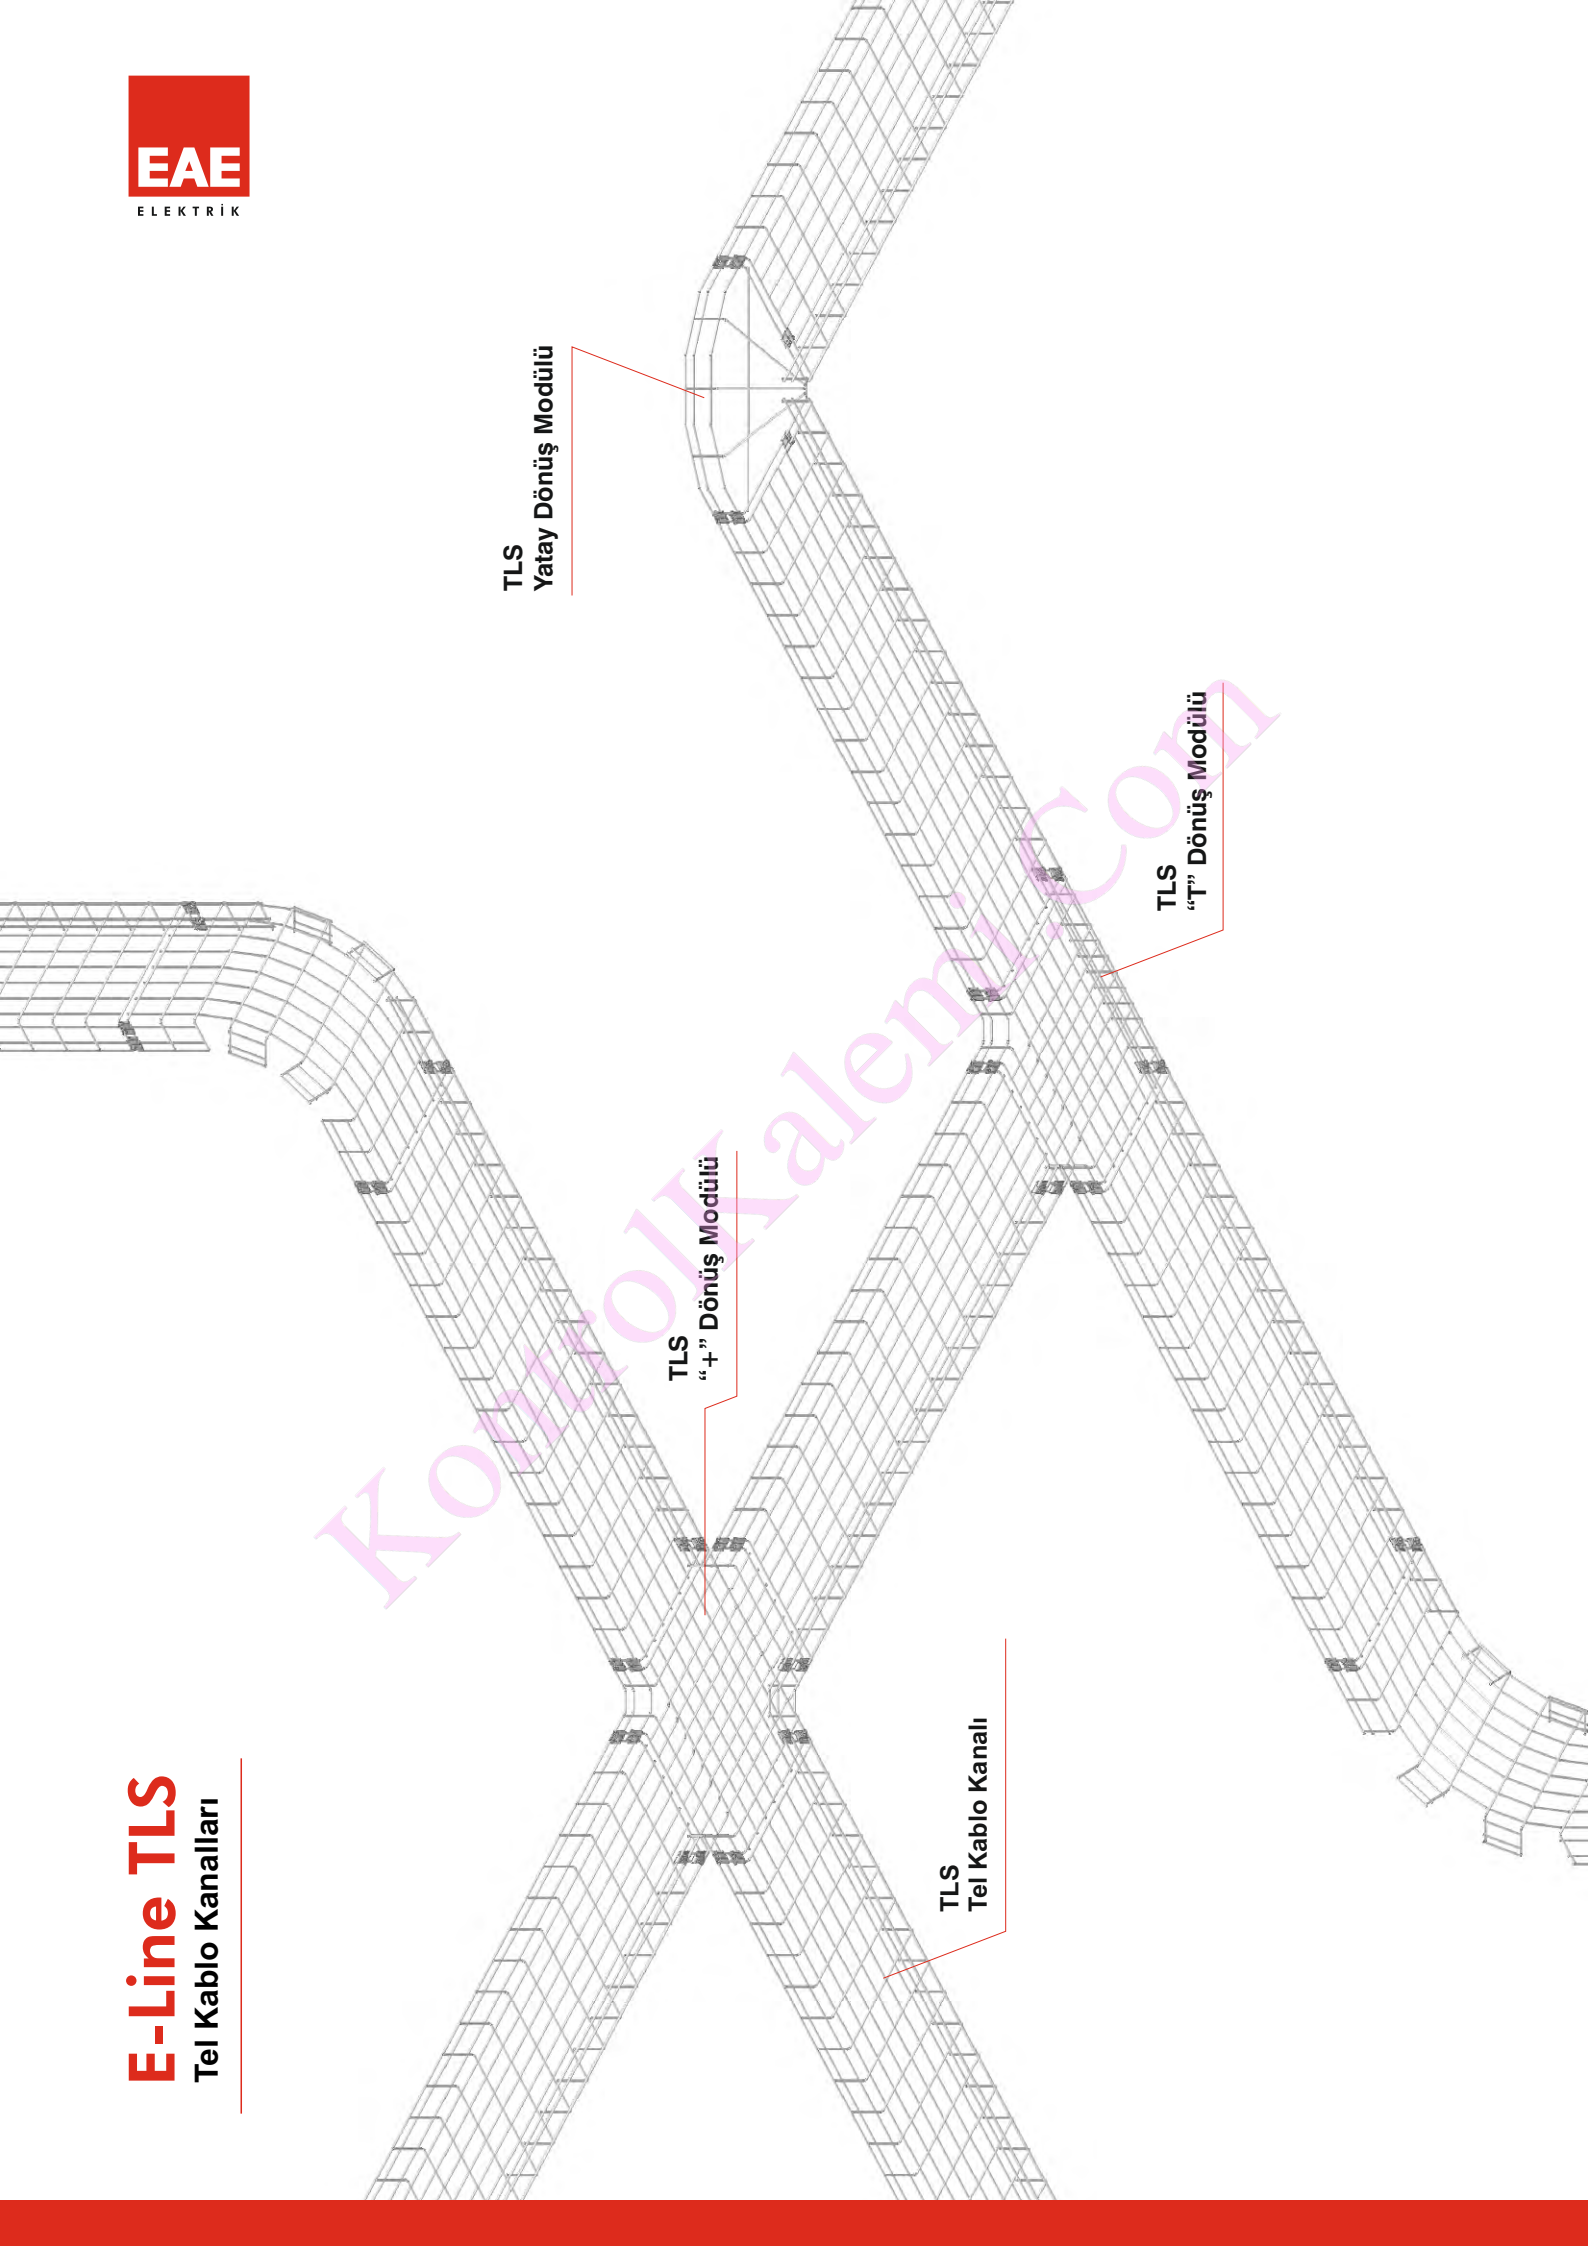 EAE
ELEKTRİK
E-Line TLS
Tel Kablo Kanalları
TLS
Yatay Dönüş Modülü
TLS
“+” Dönüş Modülü
TLS
“T” Dönüş Modülü
TLS
Tel Kablo Kanalı
KontrolKalemi.Com